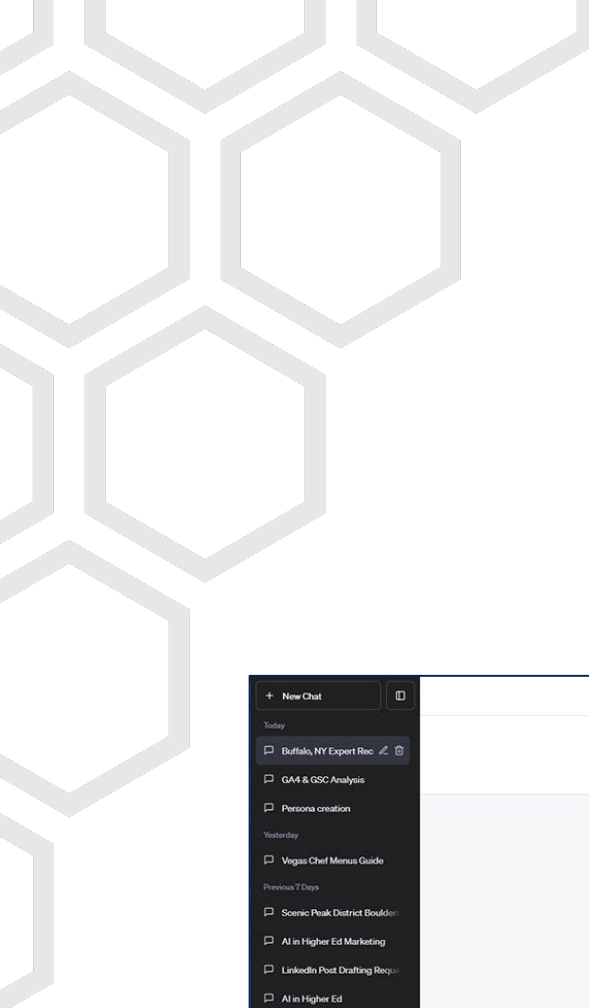 + New Chat
Today
Buffalo, NY Expert Rec
GA4 & GSC Analysis
Persona creation
Yesterday
Vegas Chef Menus Guide
Previous 7 Days
Scenic Peak District Boulderi
AI in Higher Ed Marketing
LinkedIn Post Drafting Reque
AI in Higher Ed